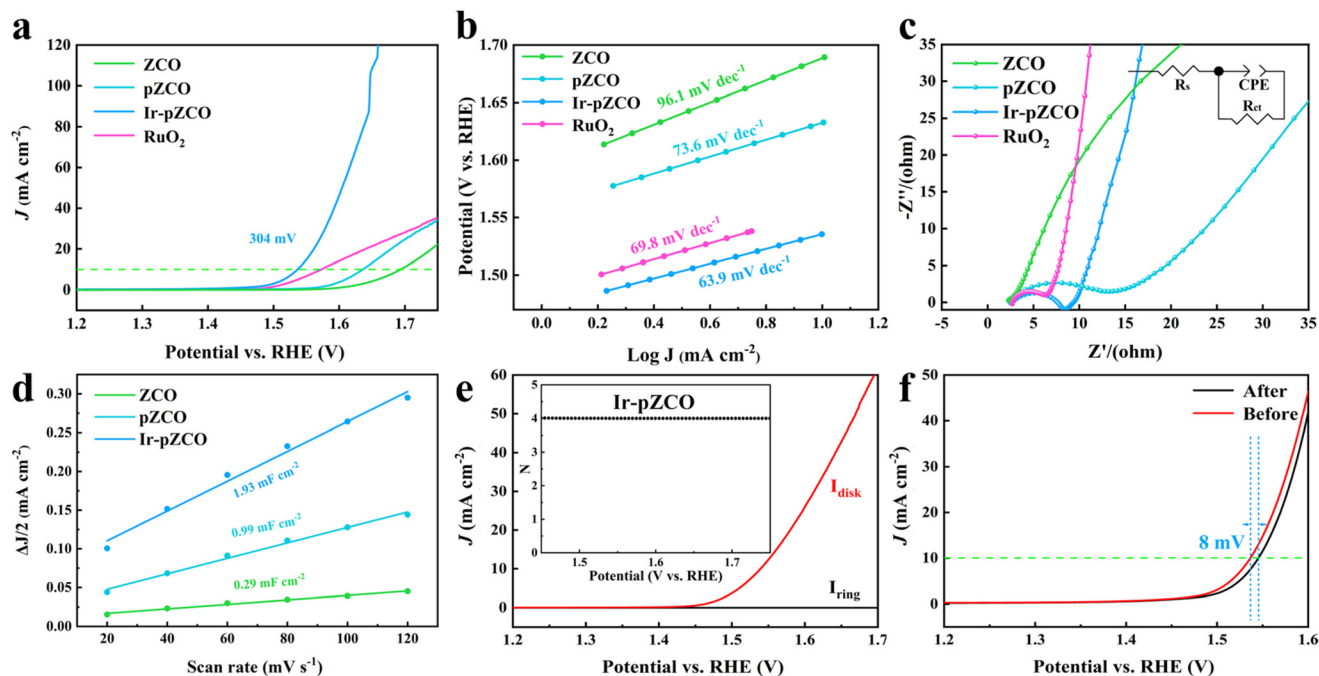 a
120
100
80
60
40
20
0
J (mA cm⁻²)
ZCO
pZCO
Ir-pZCO
RuO₂
304 mV
1.2 1.3 1.4 1.5 1.6 1.7
Potential vs. RHE (V)
b
1.70
1.65
1.60
1.55
1.50
Potential (V vs. RHE)
ZCO
pZCO
Ir-pZCO
RuO₂
96.1 mV dec⁻¹
73.6 mV dec⁻¹
69.8 mV dec⁻¹
63.9 mV dec⁻¹
0.0 0.2 0.4 0.6 0.8 1.0 1.2
Log J (mA cm⁻²)
c
35
30
25
20
15
10
5
0
-Z''/(ohm)
ZCO
pZCO
Ir-pZCO
RuO₂
Rs
CPE
Rct
-5 0 5 10 15 20 25 30 35
Z'/(ohm)
d
0.30
0.25
0.20
0.15
0.10
0.05
0.00
ΔJ/2 (mA cm⁻²)
ZCO
pZCO
Ir-pZCO
1.93 mF cm⁻²
0.99 mF cm⁻²
0.29 mF cm⁻²
20 40 60 80 100 120
Scan rate (mV s⁻¹)
e
60
50
40
30
20
10
0
J (mA cm⁻²)
5
4
3
2
1
0
N
Ir-pZCO
1.5 1.6 1.7
Potential (V vs. RHE)
Idisk
Iring
1.2 1.3 1.4 1.5 1.6 1.7
Potential vs. RHE (V)
f
50
40
30
20
10
0
J (mA cm⁻²)
After
Before
8 mV
1.2 1.3 1.4 1.5 1.6
Potential vs. RHE (V)